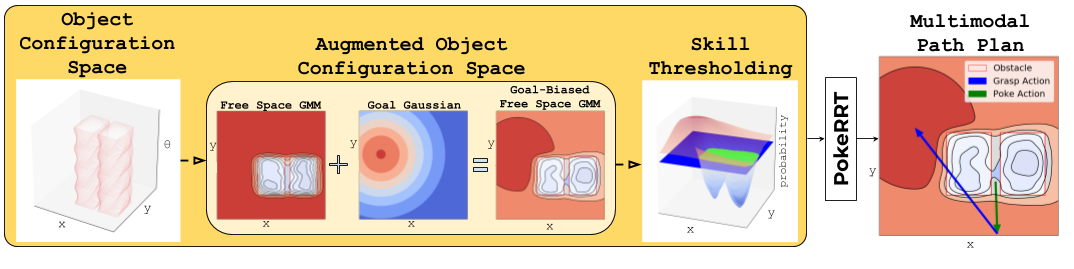 Object
Configuration
Space
θ
y
x
Augmented Object
Configuration Space
Free Space GMM
y
x
+
Goal Gaussian
y
x
=
Goal-Biased
Free Space GMM
y
x
Skill
Thresholding
probability
y
x
PokeRRT
Multimodal
Path Plan
Obstacle
Grasp Action
Poke Action
y
x